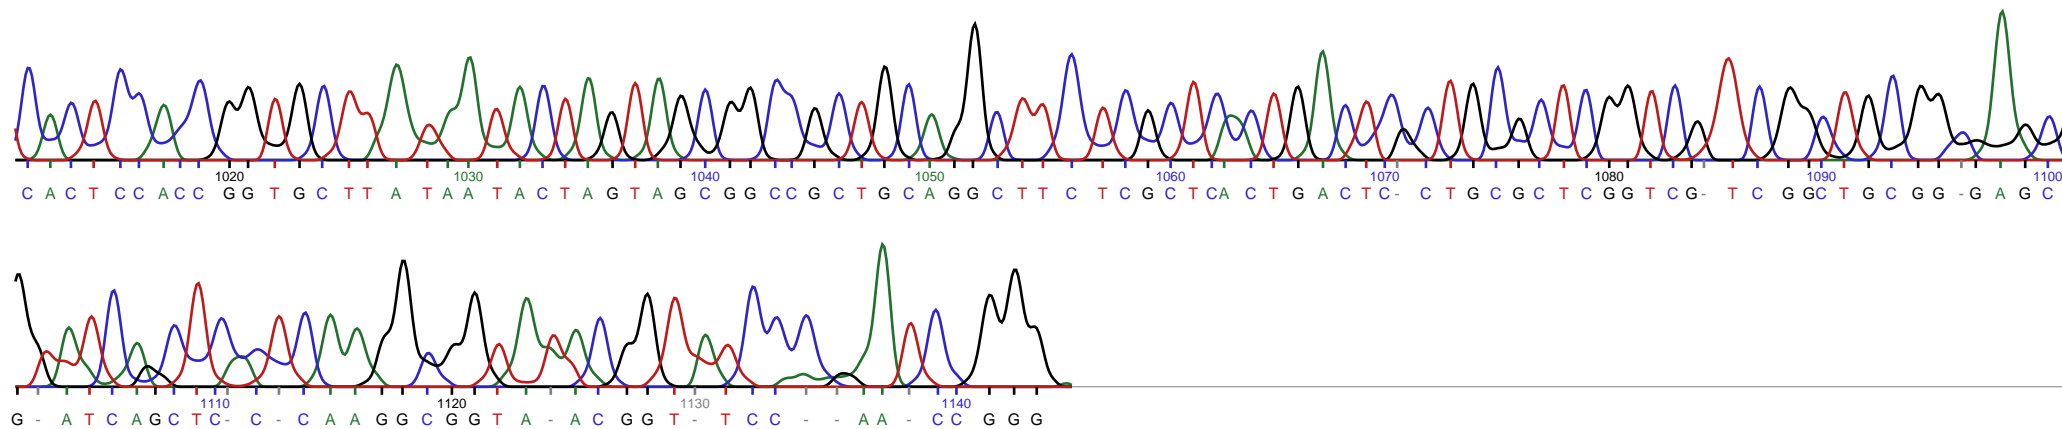 1020 1030 1040 1050 1060 1070 1080 1090 1100
C A C T C C A C C G G T G C T T A T A A T A C T A G T A G C G G C C G C T G C A G G C T T C T C G C T C A C T G A C T C - C T G C G C T C G G T C G - T C G G C T G C G G - G A G C
1110 1120 1130 1140
G - A T C A G C T C - C - C A A G G C G G T A - A C G G T - T C C - - A A - C C G G G